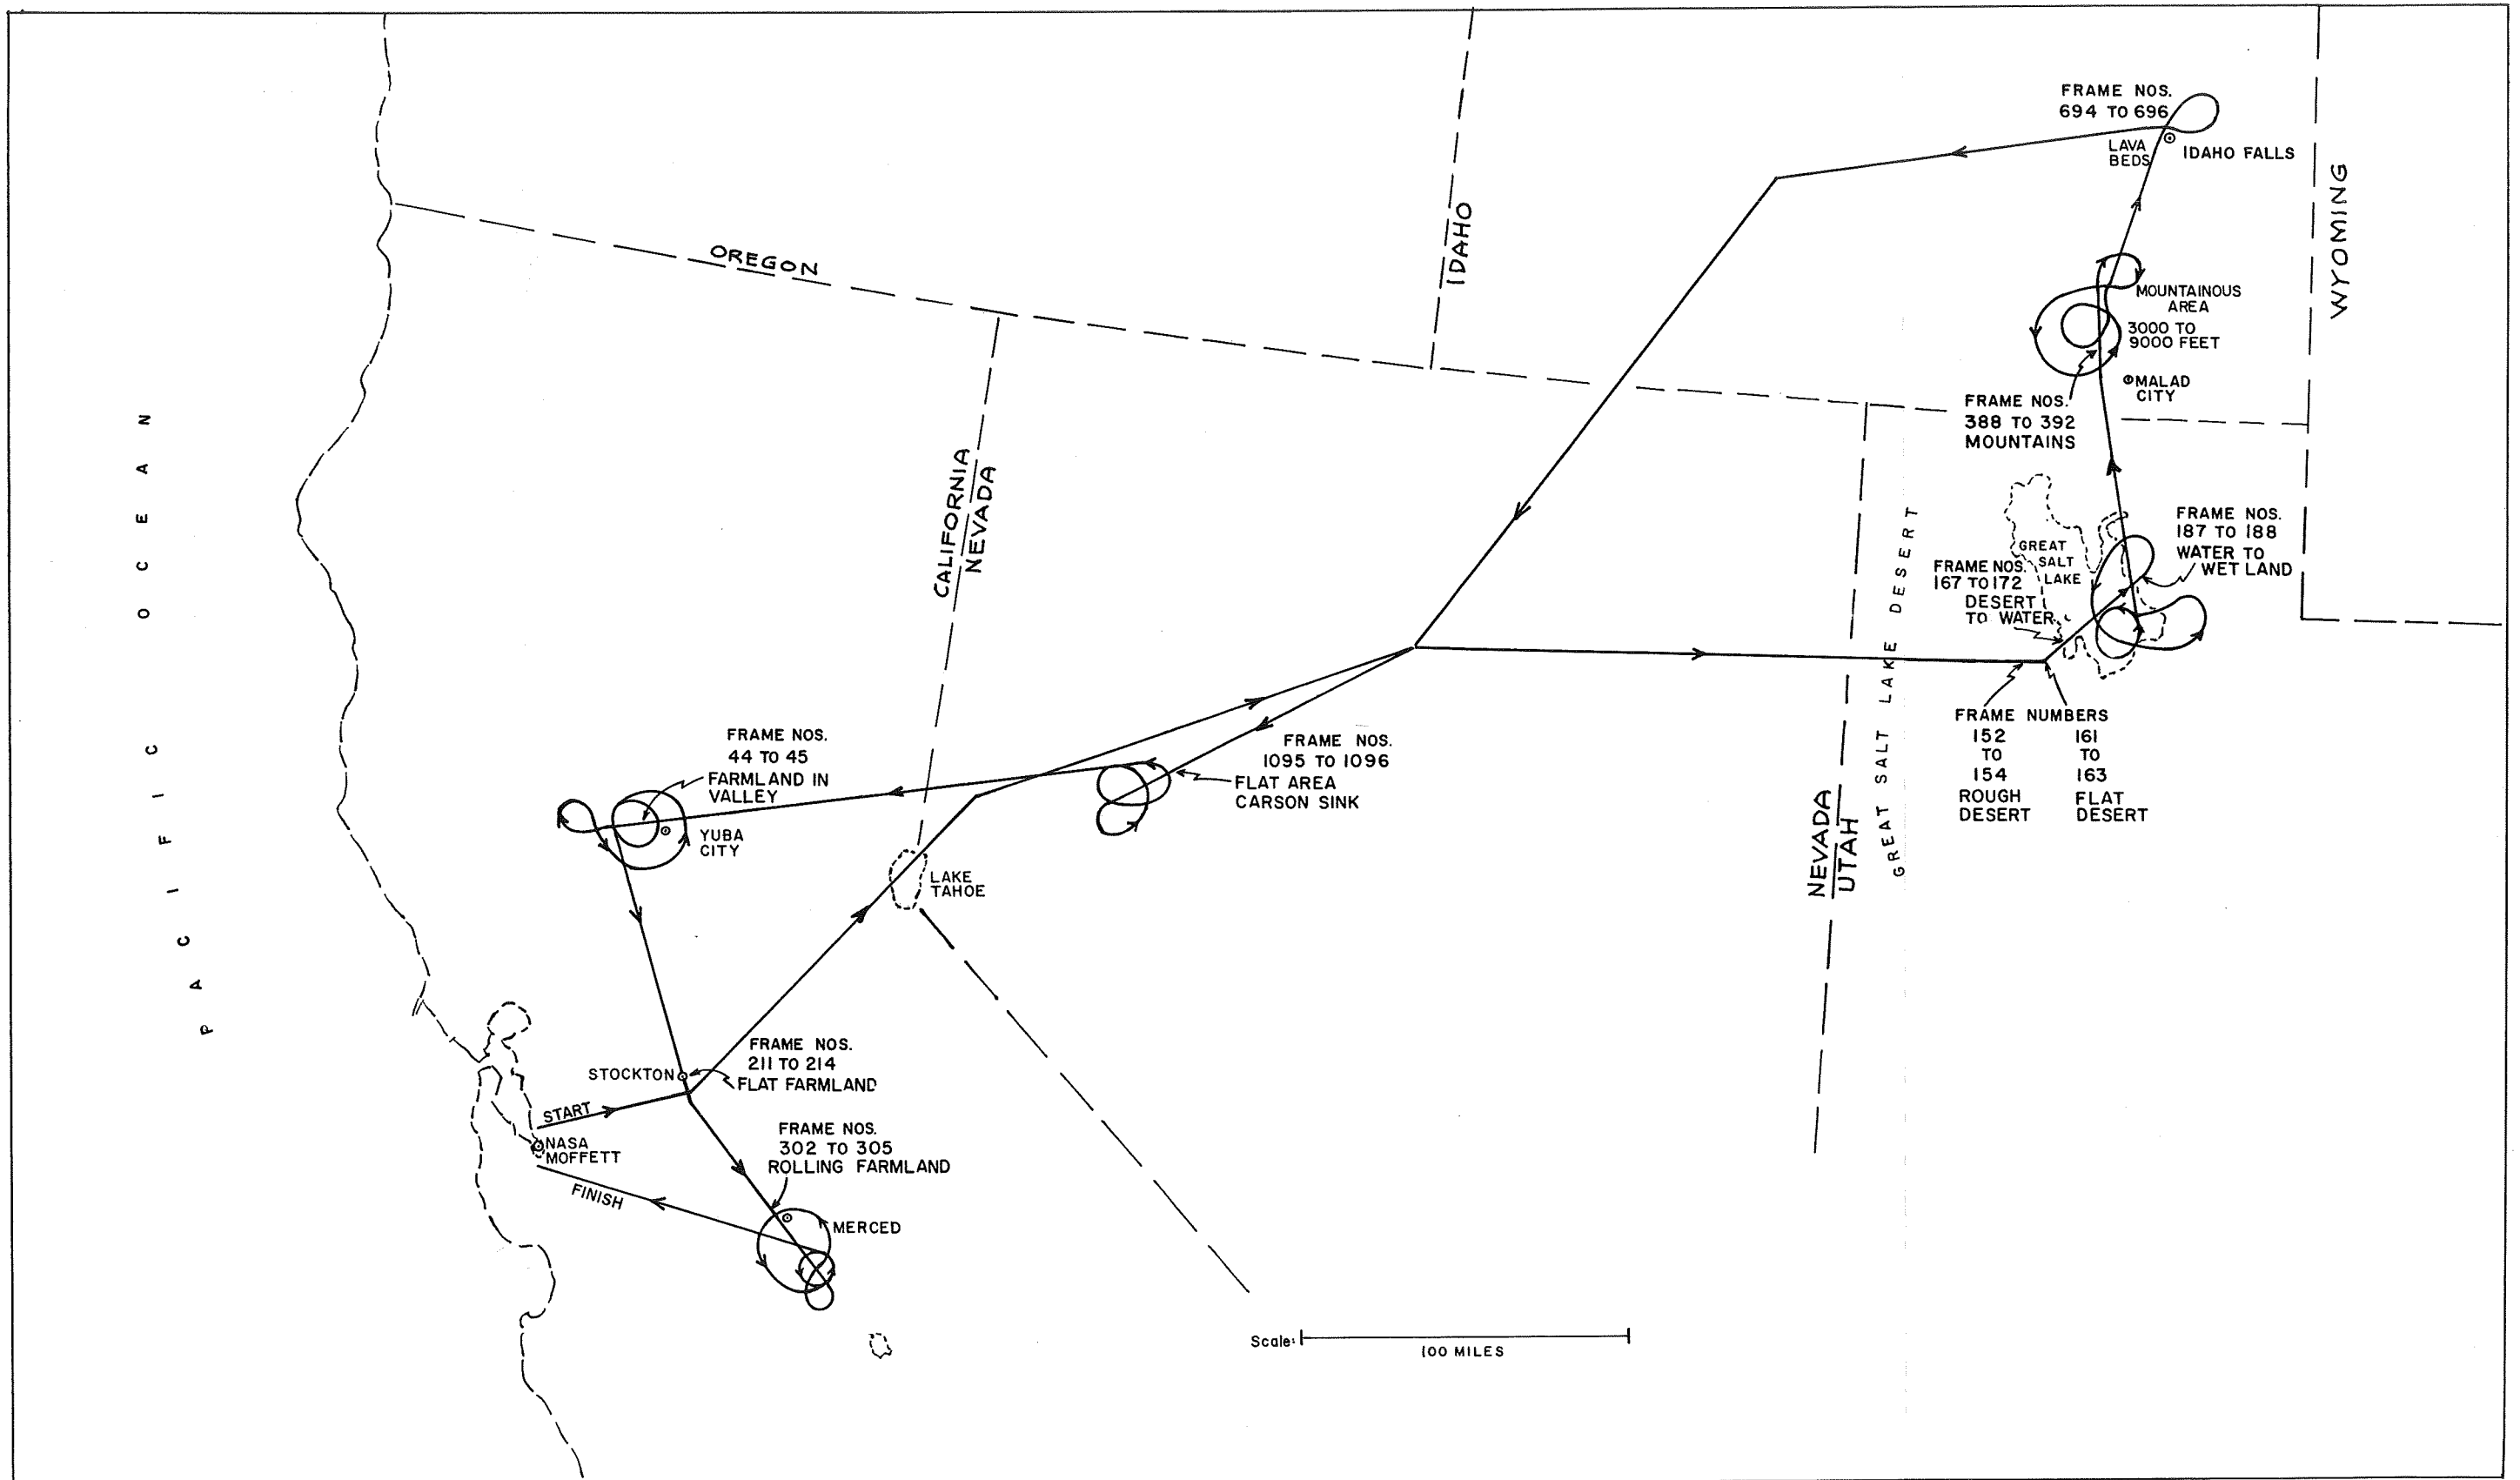 FRAME NOS.
694 TO 696
LAVA
BEDS
IDAHO FALLS
WYOMING
IDAHO
OREGON
MOUNTAINOUS
AREA
3000 TO
9000 FEET
MALAD
CITY
FRAME NOS.
388 TO 392
MOUNTAINS
PACIFIC OCEAN
CALIFORNIA
NEVADA
GREAT SALT LAKE DESERT
FRAME NOS.
187 TO 188
WATER TO
WET LAND
GREAT
SALT
LAKE
FRAME NOS.
167 TO 172
DESERT
TO WATER
FRAME NUMBERS
152
TO
154
ROUGH
DESERT
161
TO
163
FLAT
DESERT
NEVADA
UTAH
FRAME NOS.
44 TO 45
FARMLAND IN
VALLEY
YUBA
CITY
FRAME NOS.
1095 TO 1096
FLAT AREA
CARSON SINK
LAKE
TAHOE
FRAME NOS.
211 TO 214
FLAT FARMLAND
STOCKTON
START
NASA
MOFFETT
FINISH
FRAME NOS.
302 TO 305
ROLLING FARMLAND
MERCED
Scale:
100 MILES